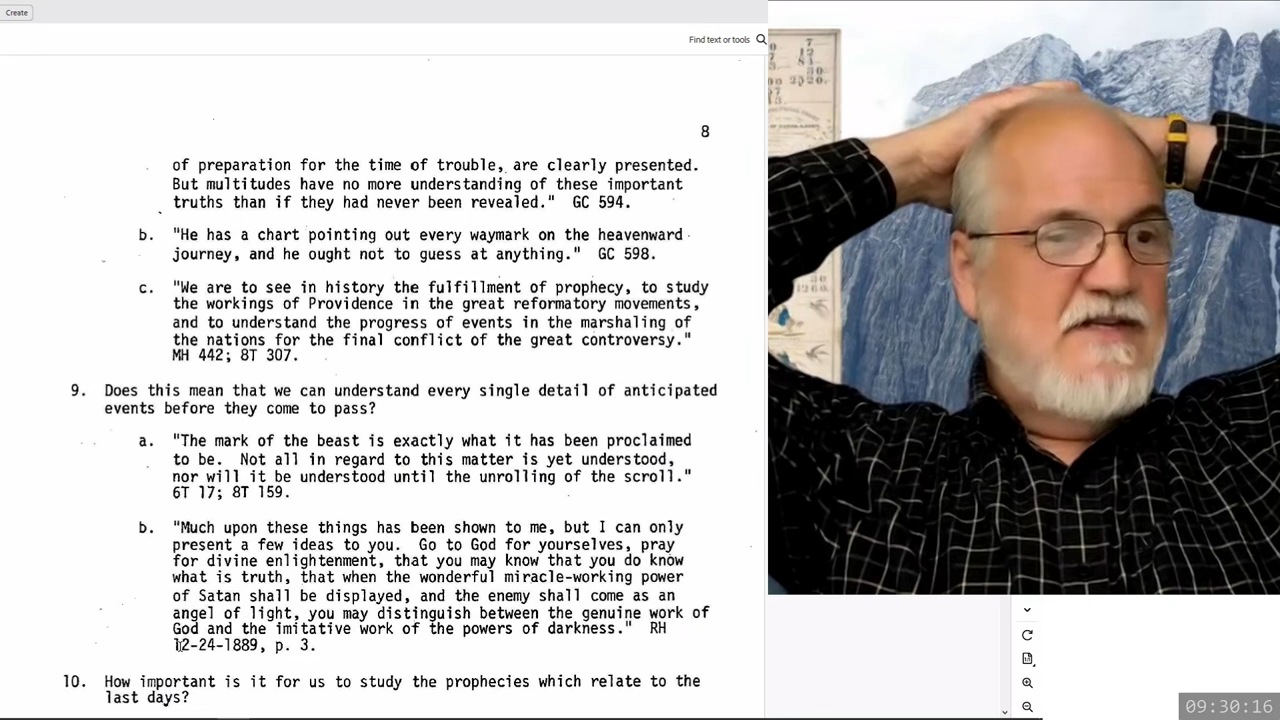 Create
Find text or tools
8
of preparation for the time of trouble, are clearly presented.
But multitudes have no more understanding of these important
truths than if they had never been revealed." GC 594.
b. "He has a chart pointing out every waymark on the heavenward
journey, and he ought not to guess at anything." GC 598.
c. "We are to see in history the fulfillment of prophecy, to study
the workings of Providence in the great reformatory movements,
and to understand the progress of events in the marshaling of
the nations for the final conflict of the great controversy."
MH 442; 8T 307.
9. Does this mean that we can understand every single detail of anticipated
events before they come to pass?
a. "The mark of the beast is exactly what it has been proclaimed
to be. Not all in regard to this matter is yet understood,
nor will it be understood until the unrolling of the scroll."
6T 17; 8T 159.
b. "Much upon these things has been shown to me, but I can only
present a few ideas to you. Go to God for yourselves, pray
for divine enlightenment, that you may know that you do know
what is truth, that when the wonderful miracle-working power
of Satan shall be displayed, and the enemy shall come as an
angel of light, you may distinguish between the genuine work of
God and the imitative work of the powers of darkness." RH
12-24-1889, p. 3.
10. How important is it for us to study the prophecies which relate to the
last days?
7
12
30
2520.
13.
1260.
09:30:16